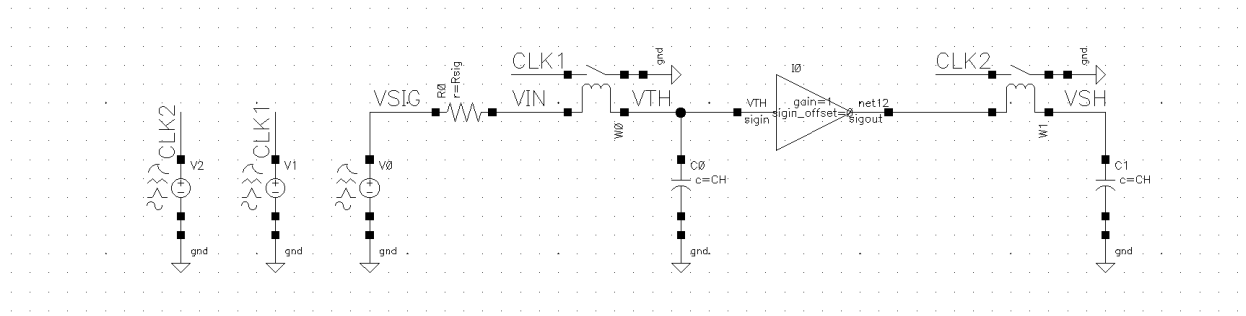 CLK2
V2
gnd
CLK1
V1
gnd
VSIG
V0
gnd
R0
r=Rsig
VIN
CLK1
gnd
W0
VTH
C0
c=CH
gnd
VTH
sigin
I0
gain=1
sigin_offset=0
sigout
net12
CLK2
gnd
W1
VSH
C1
c=CH
gnd